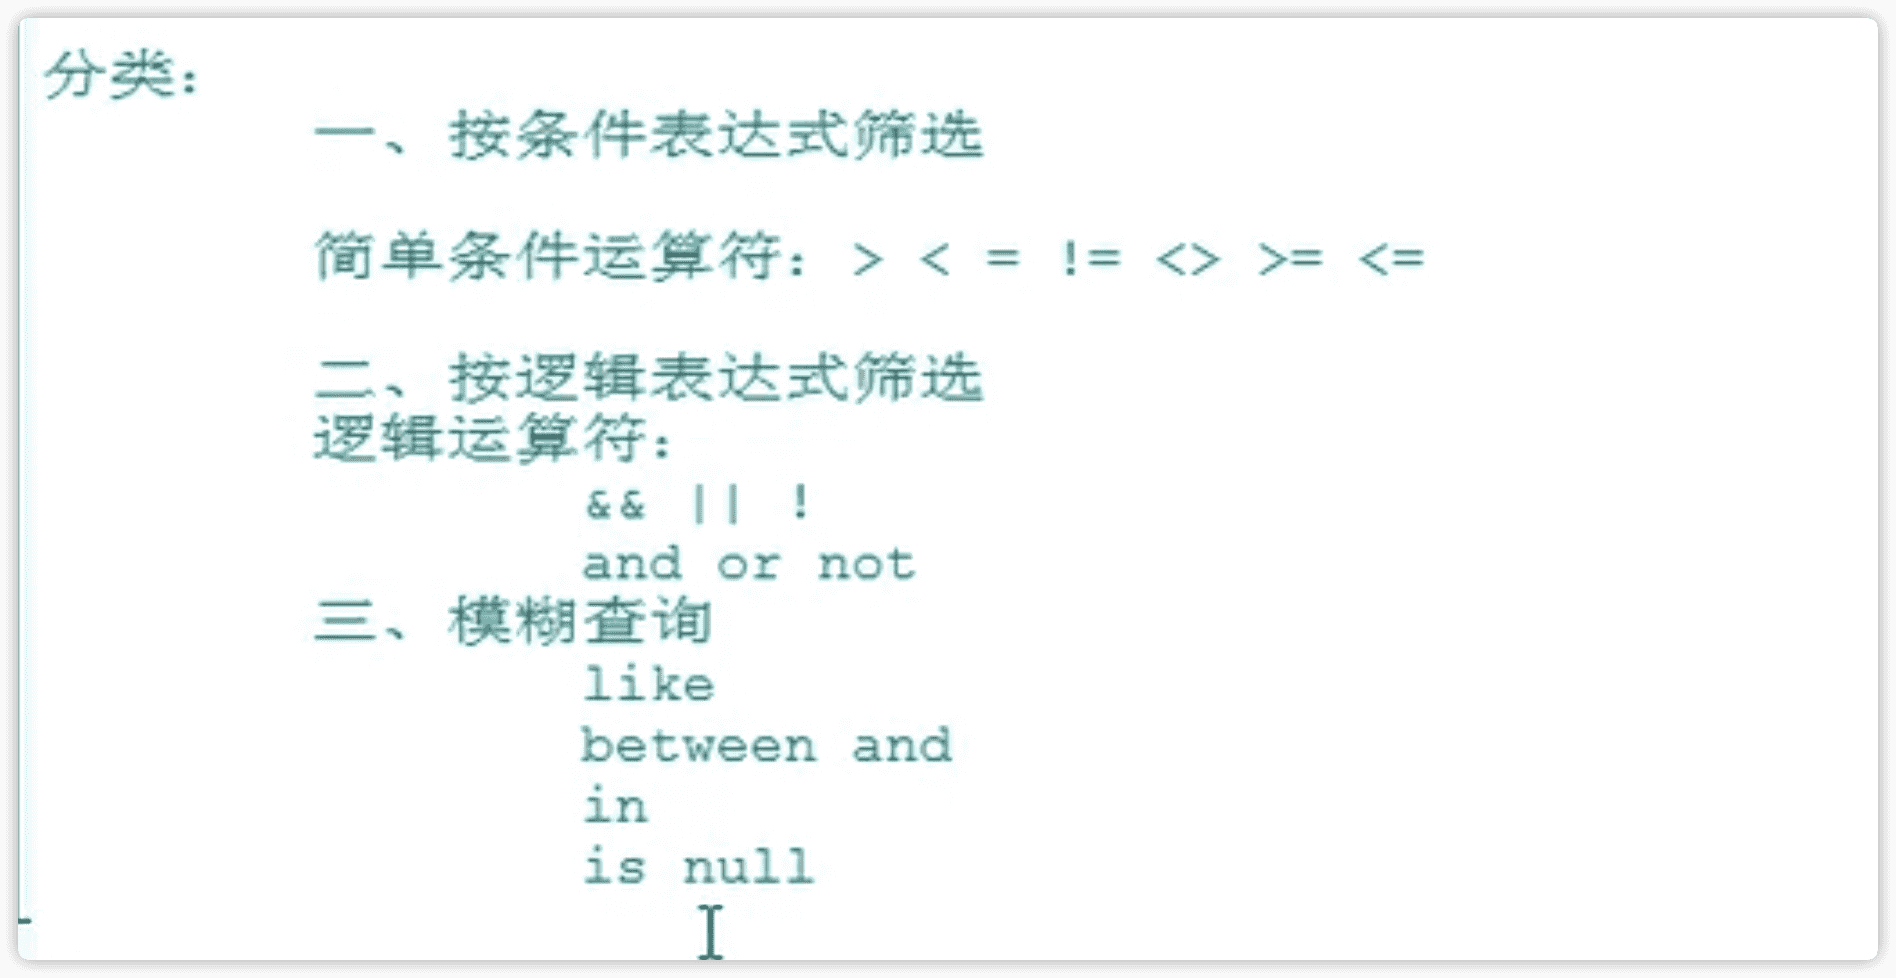 分类：
一、按条件表达式筛选
简单条件运算符：> < = != <> >= <=
二、按逻辑表达式筛选
逻辑运算符：
&& || !
and or not
三、模糊查询
like
between and
in
is null